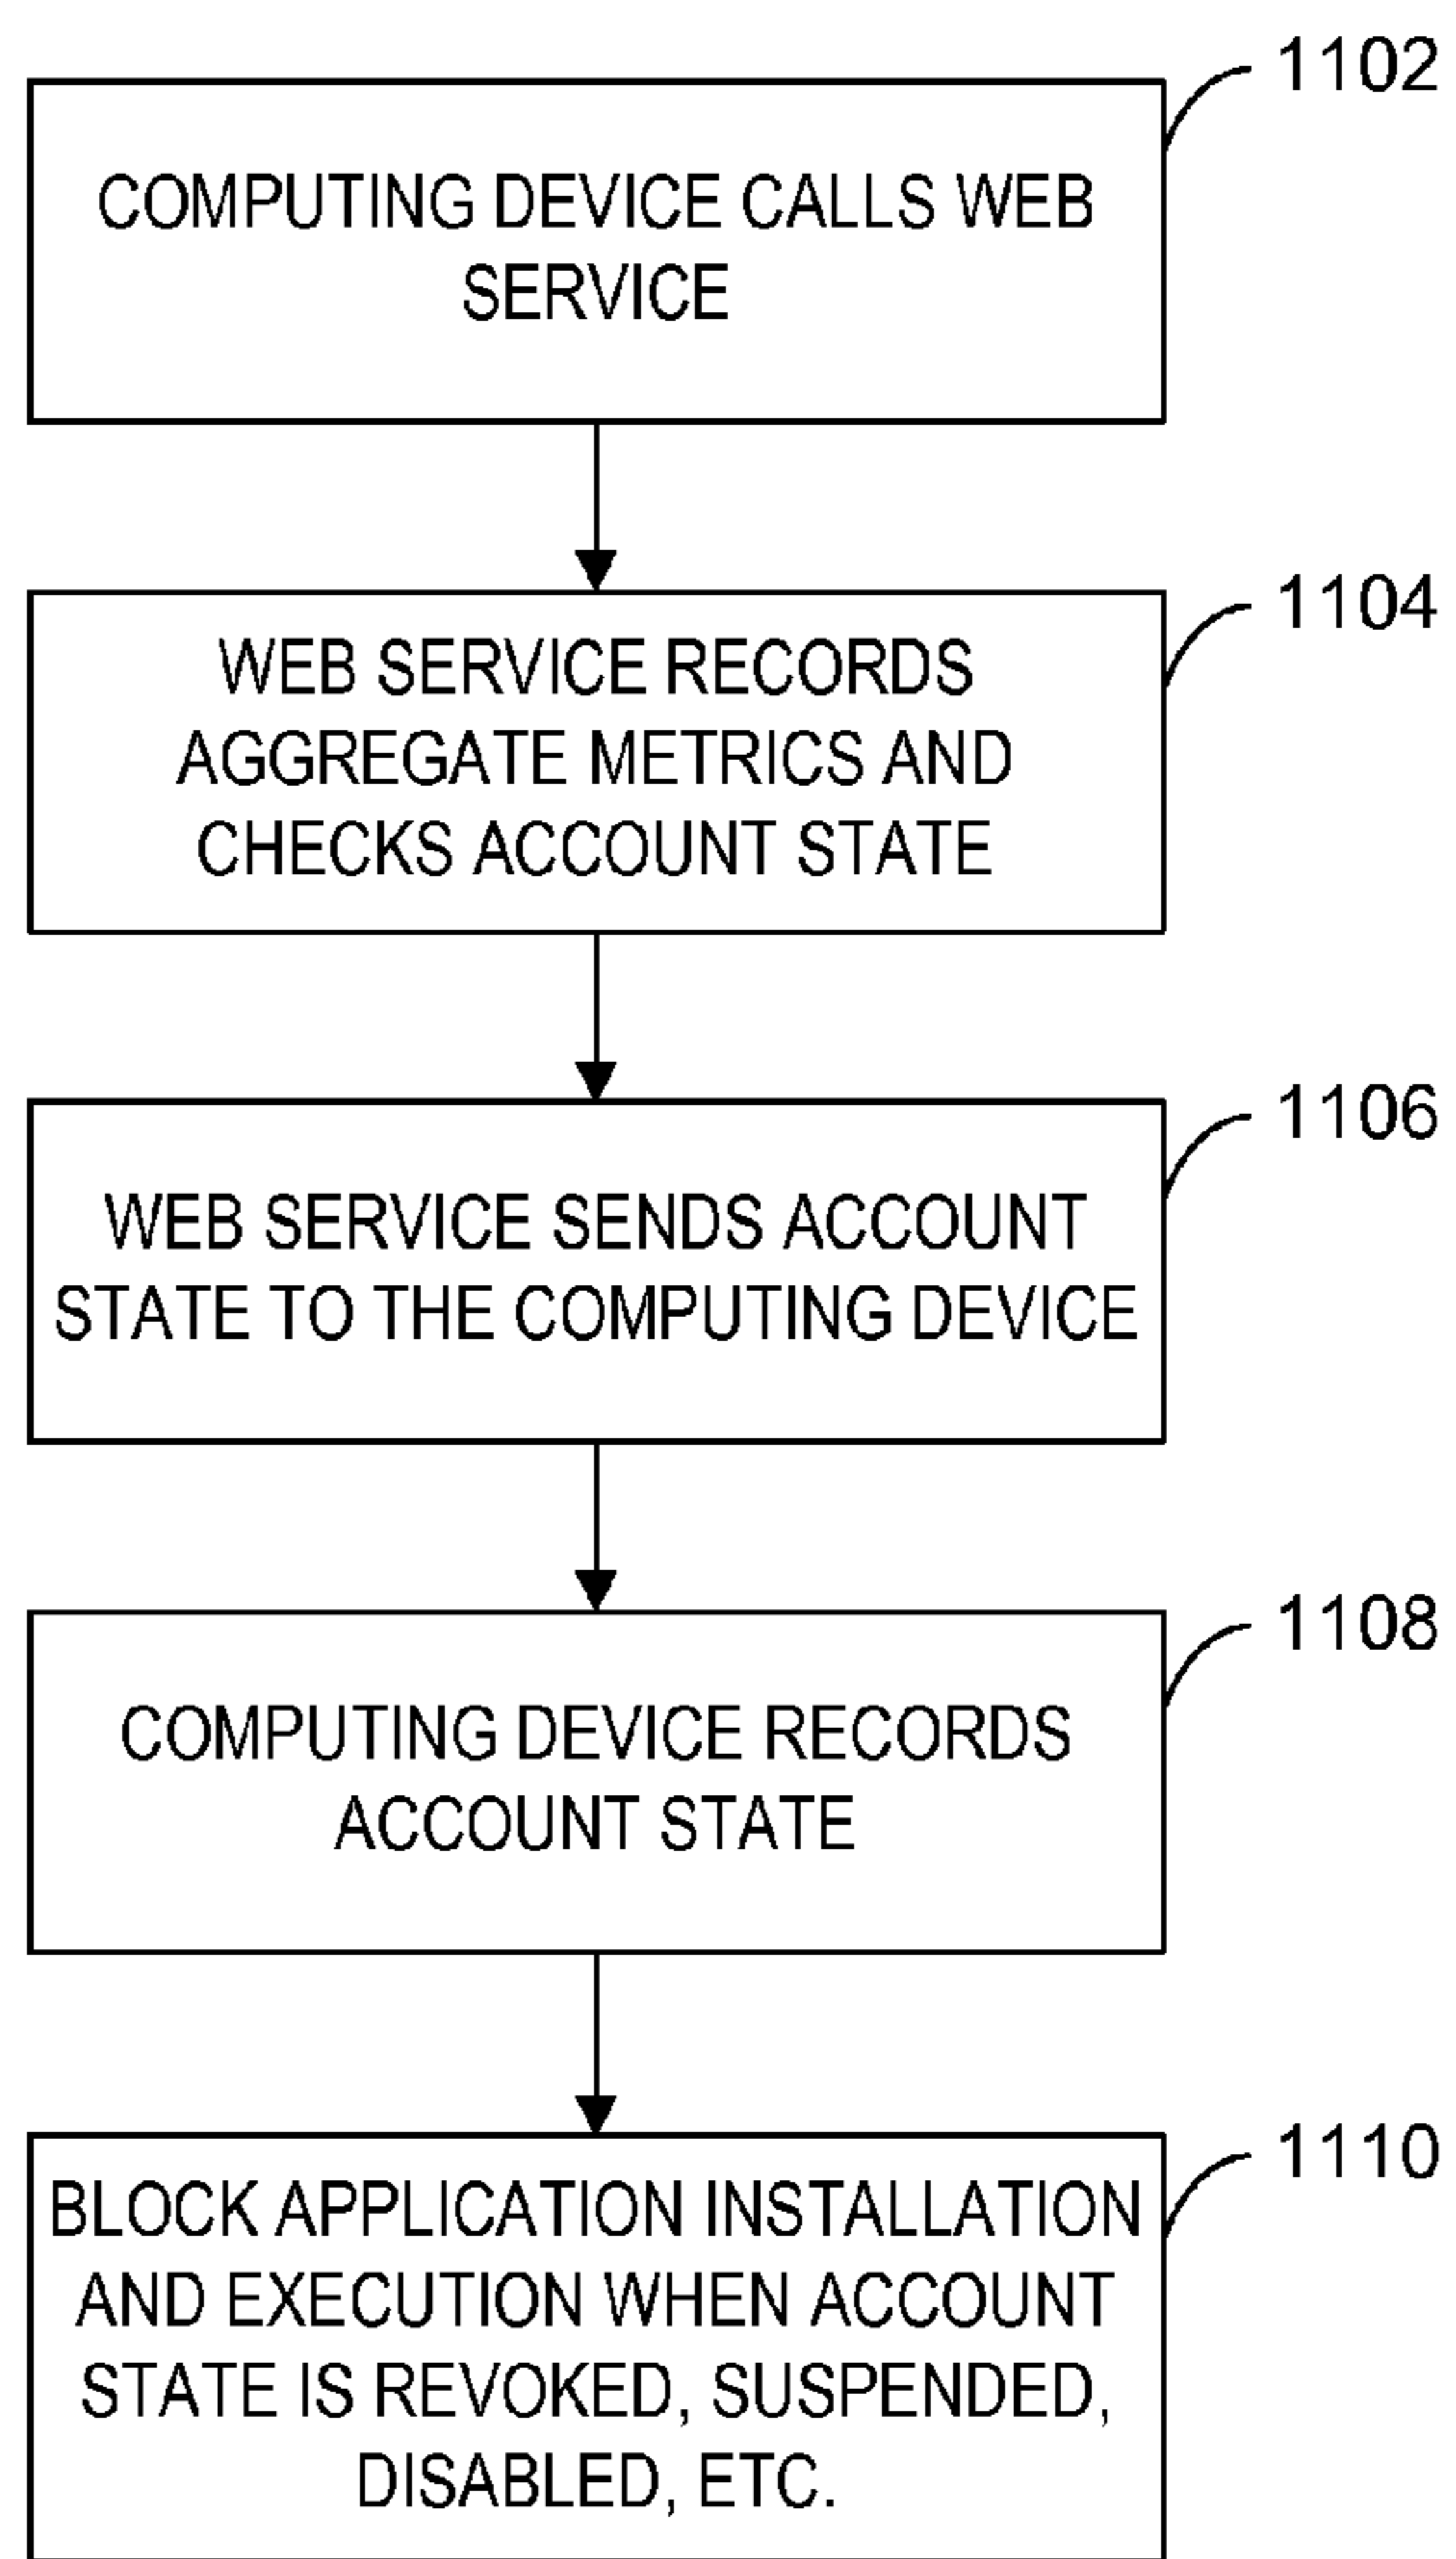 1102
COMPUTING DEVICE CALLS WEB
SERVICE
1104
WEB SERVICE RECORDS
AGGREGATE METRICS AND
CHECKS ACCOUNT STATE
1106
WEB SERVICE SENDS ACCOUNT
STATE TO THE COMPUTING DEVICE
1108
COMPUTING DEVICE RECORDS
ACCOUNT STATE
1110
BLOCK APPLICATION INSTALLATION
AND EXECUTION WHEN ACCOUNT
STATE IS REVOKED, SUSPENDED,
DISABLED, ETC.